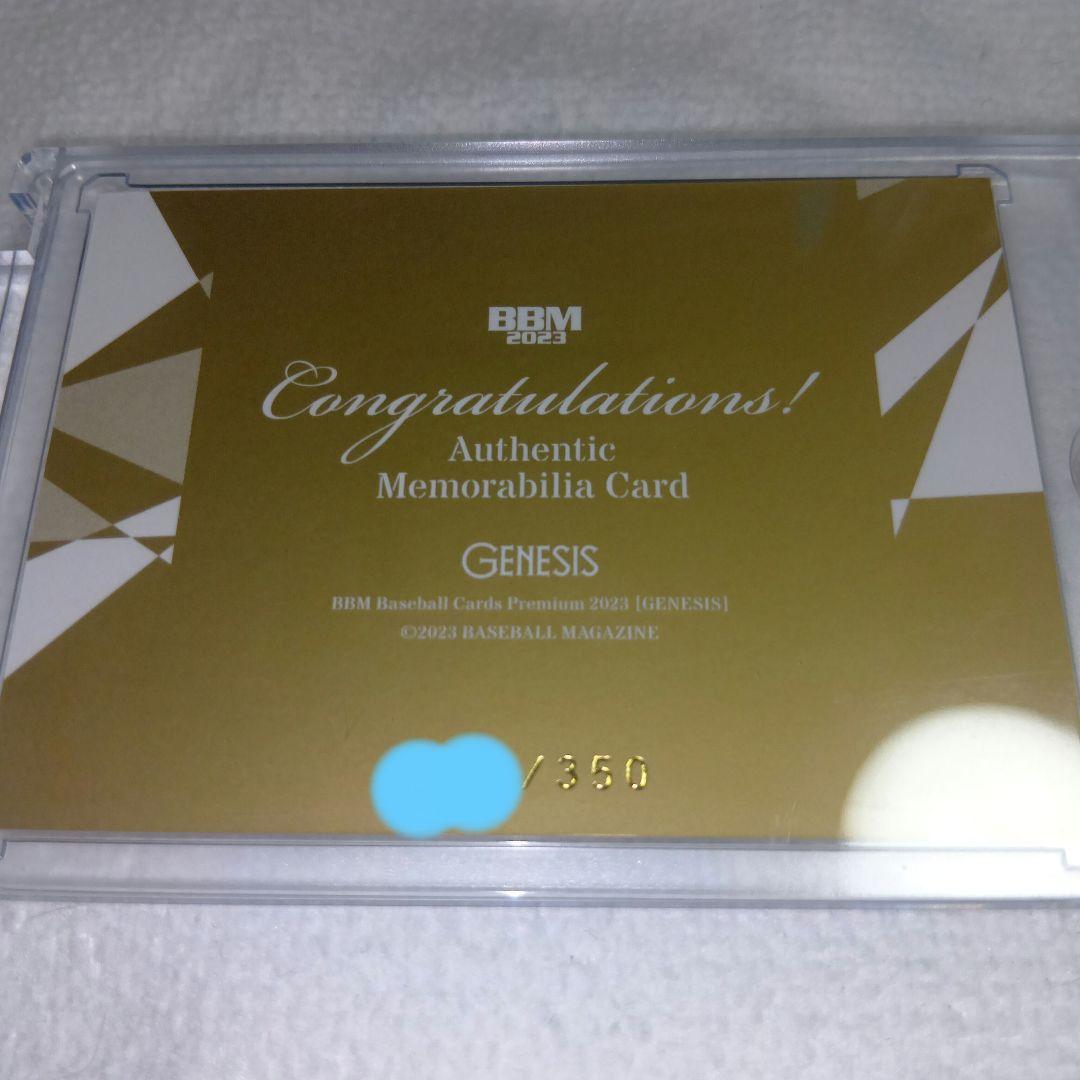 BBM
2023
Congratulations!
Authentic
Memorabilia Card
GENESIS
BBM Baseball Cards Premium 2023 [GENESIS]
©2023 BASEBALL MAGAZINE
/350